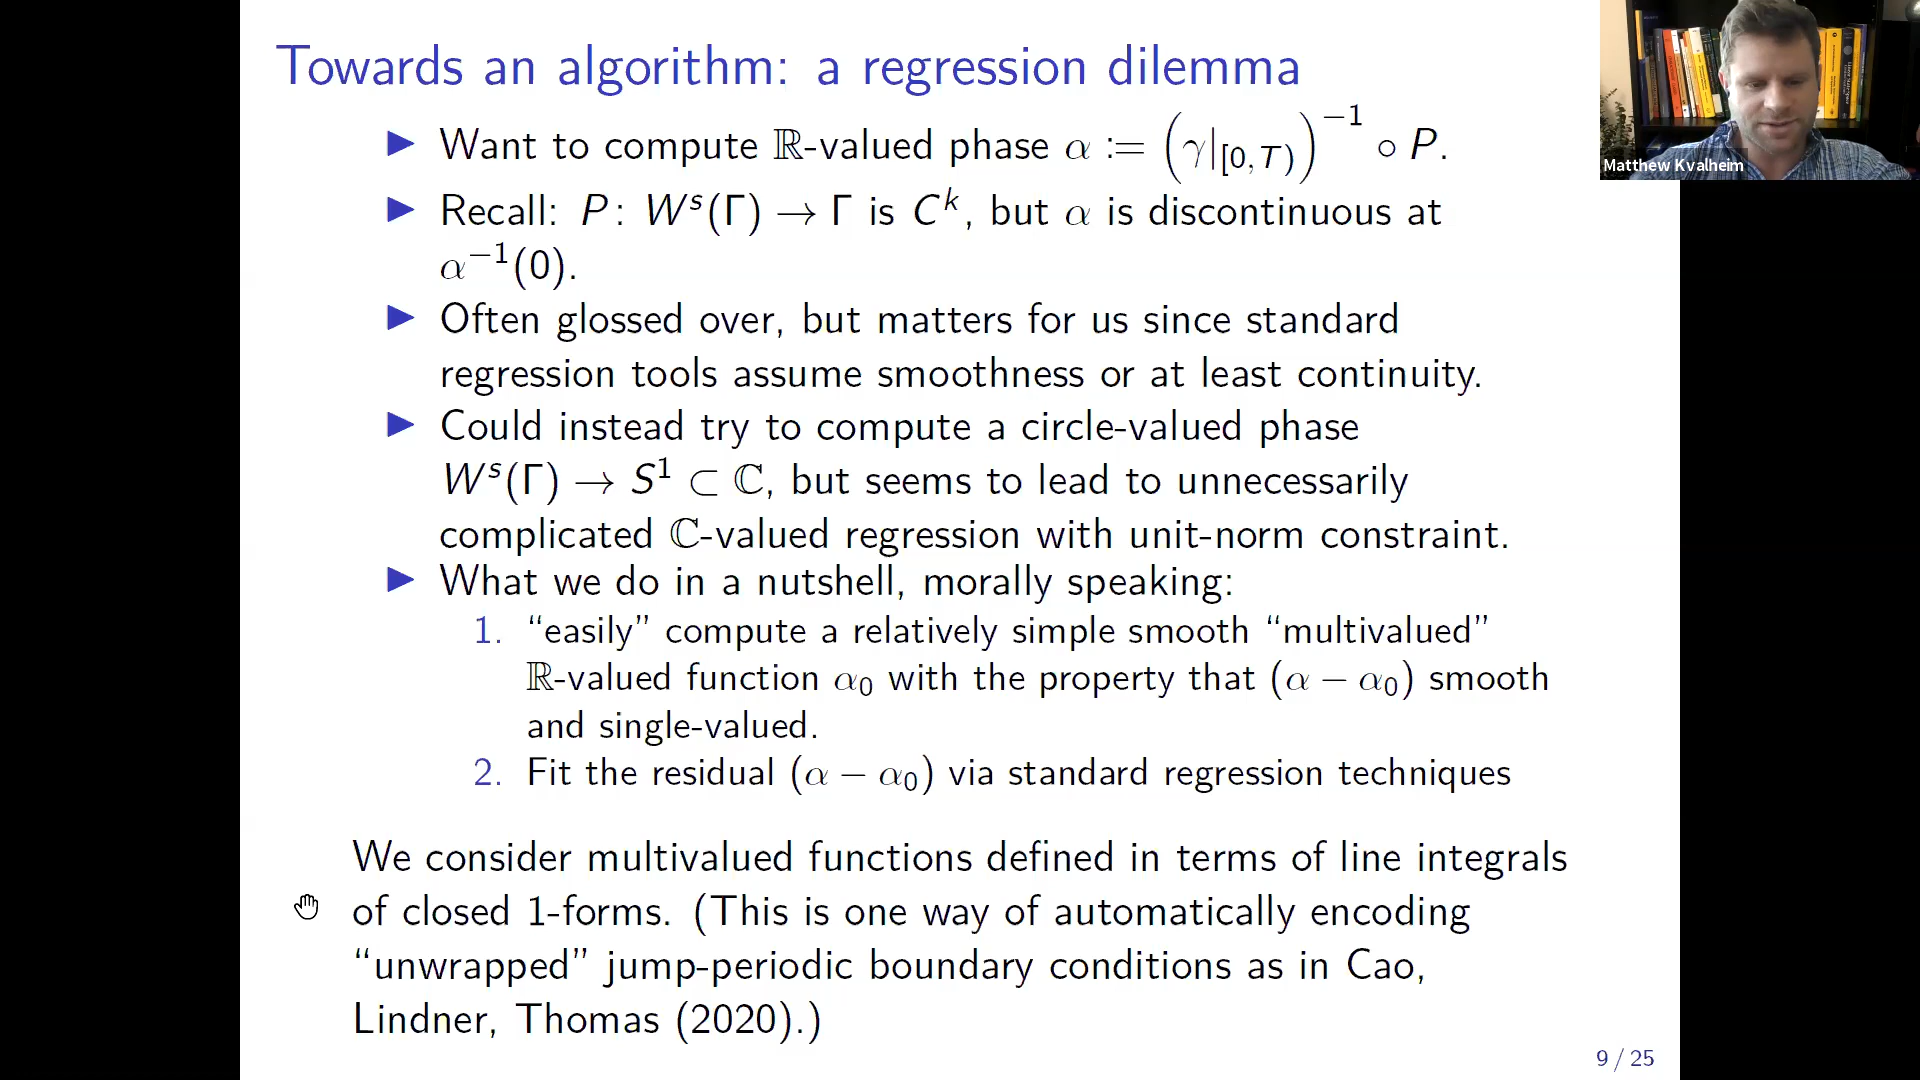 Towards an algorithm: a regression dilemma
Matthew Kvalheim
▶ Want to compute ℝ-valued phase α := (γ|[0,T))⁻¹ ∘ P.
▶ Recall: P: Wˢ(Γ) → Γ is Cᵏ, but α is discontinuous at
α⁻¹(0).
▶ Often glossed over, but matters for us since standard
regression tools assume smoothness or at least continuity.
▶ Could instead try to compute a circle-valued phase
Wˢ(Γ) → S¹ ⊂ ℂ, but seems to lead to unnecessarily
complicated ℂ-valued regression with unit-norm constraint.
▶ What we do in a nutshell, morally speaking:
1. “easily” compute a relatively simple smooth “multivalued”
ℝ-valued function α₀ with the property that (α − α₀) smooth
and single-valued.
2. Fit the residual (α − α₀) via standard regression techniques
We consider multivalued functions defined in terms of line integrals
of closed 1-forms. (This is one way of automatically encoding
“unwrapped” jump-periodic boundary conditions as in Cao,
Lindner, Thomas (2020).)
9 / 25